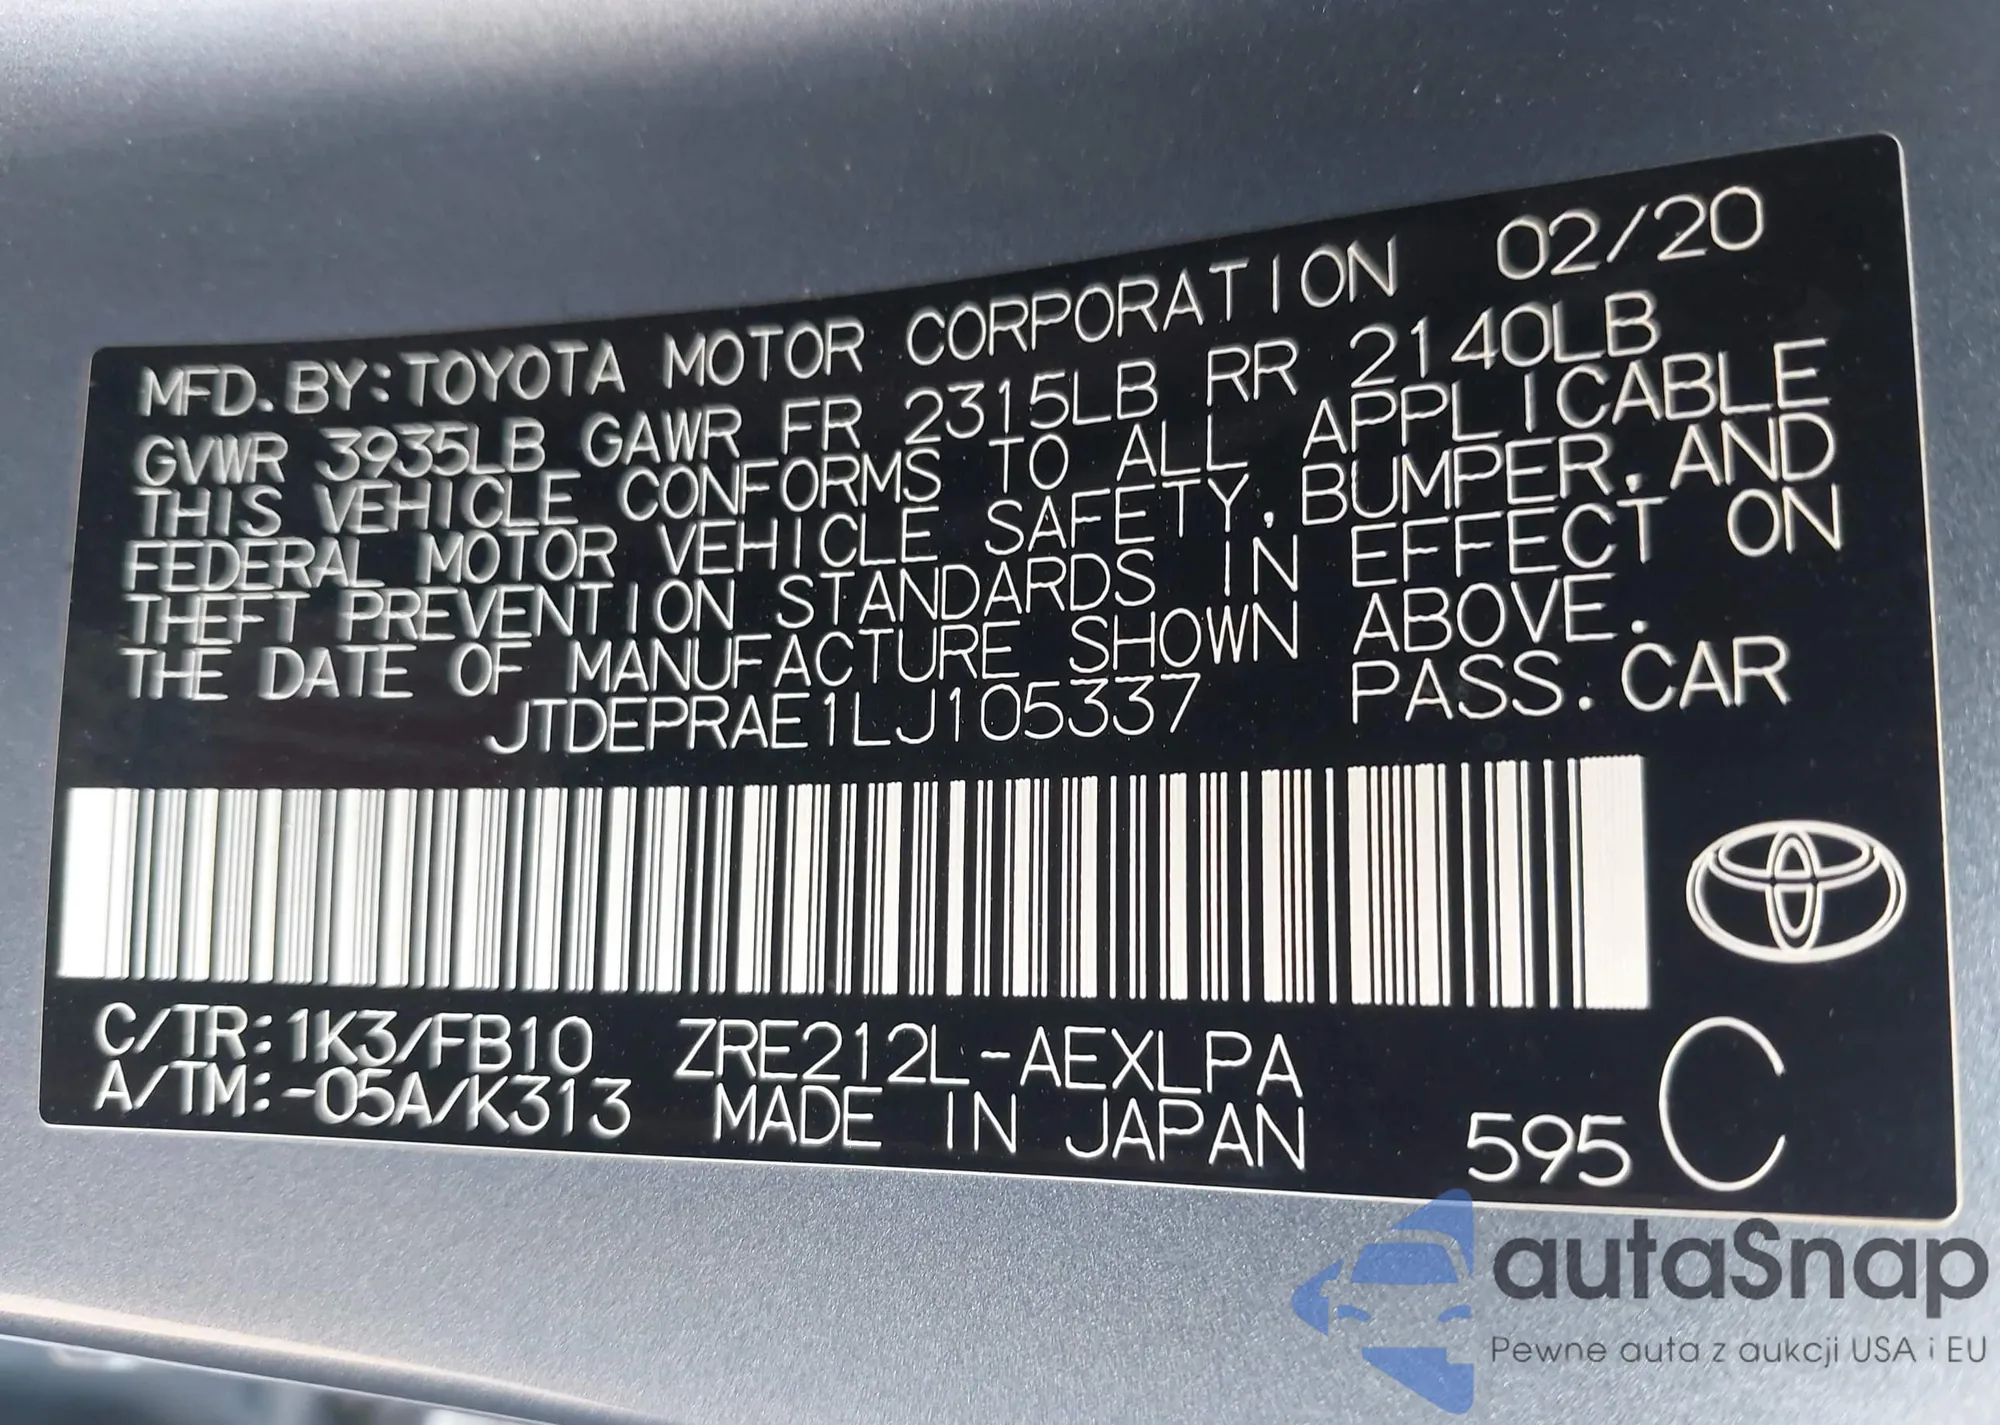 MFD. BY: TOYOTA MOTOR CORPORATION 02/20
GVWR 3935LB GAWR FR 2315LB RR 2140LB
THIS VEHICLE CONFORMS TO ALL APPLICABLE
FEDERAL MOTOR VEHICLE SAFETY, BUMPER, AND
THEFT PREVENTION STANDARDS IN EFFECT ON
THE DATE OF MANUFACTURE SHOWN ABOVE.
JTDEPRAE1LJ105337 PASS. CAR
C/TR: 1K3/FB10 ZRE212L-AEXLPA
A/TM: -05A/K313 MADE IN JAPAN 595 C
autaSnap
Pewne auta z aukcji USA i EU